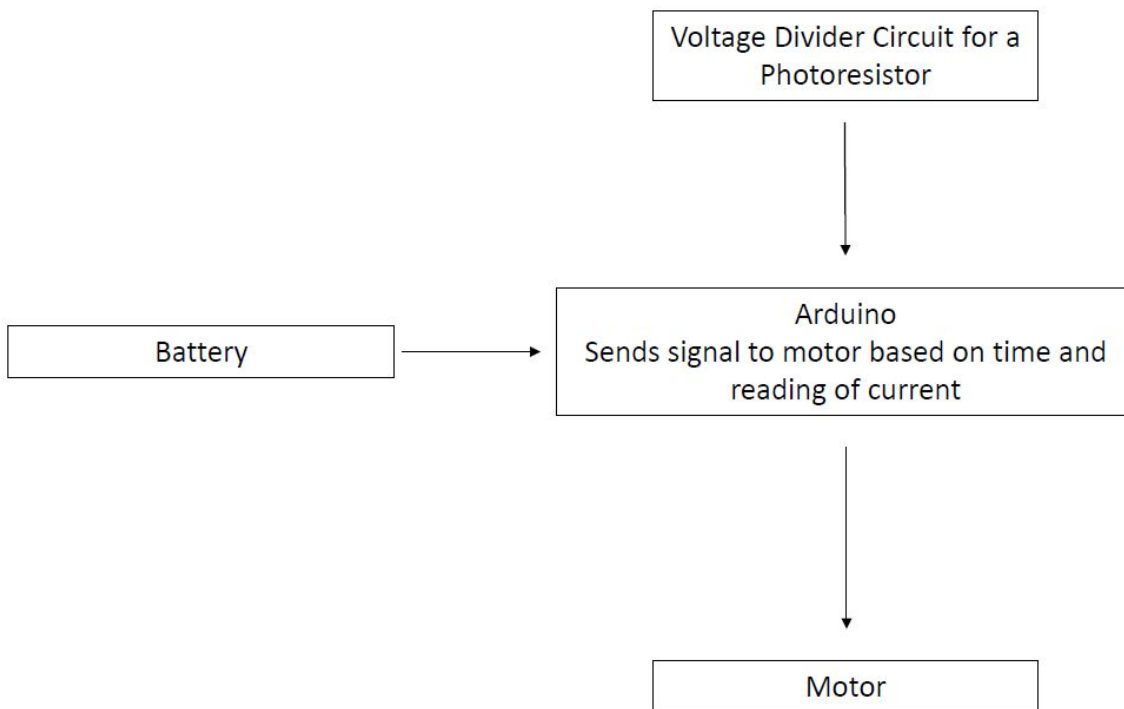 Voltage Divider Circuit for a
Photoresistor
Battery
Arduino
Sends signal to motor based on time and
reading of current
Motor